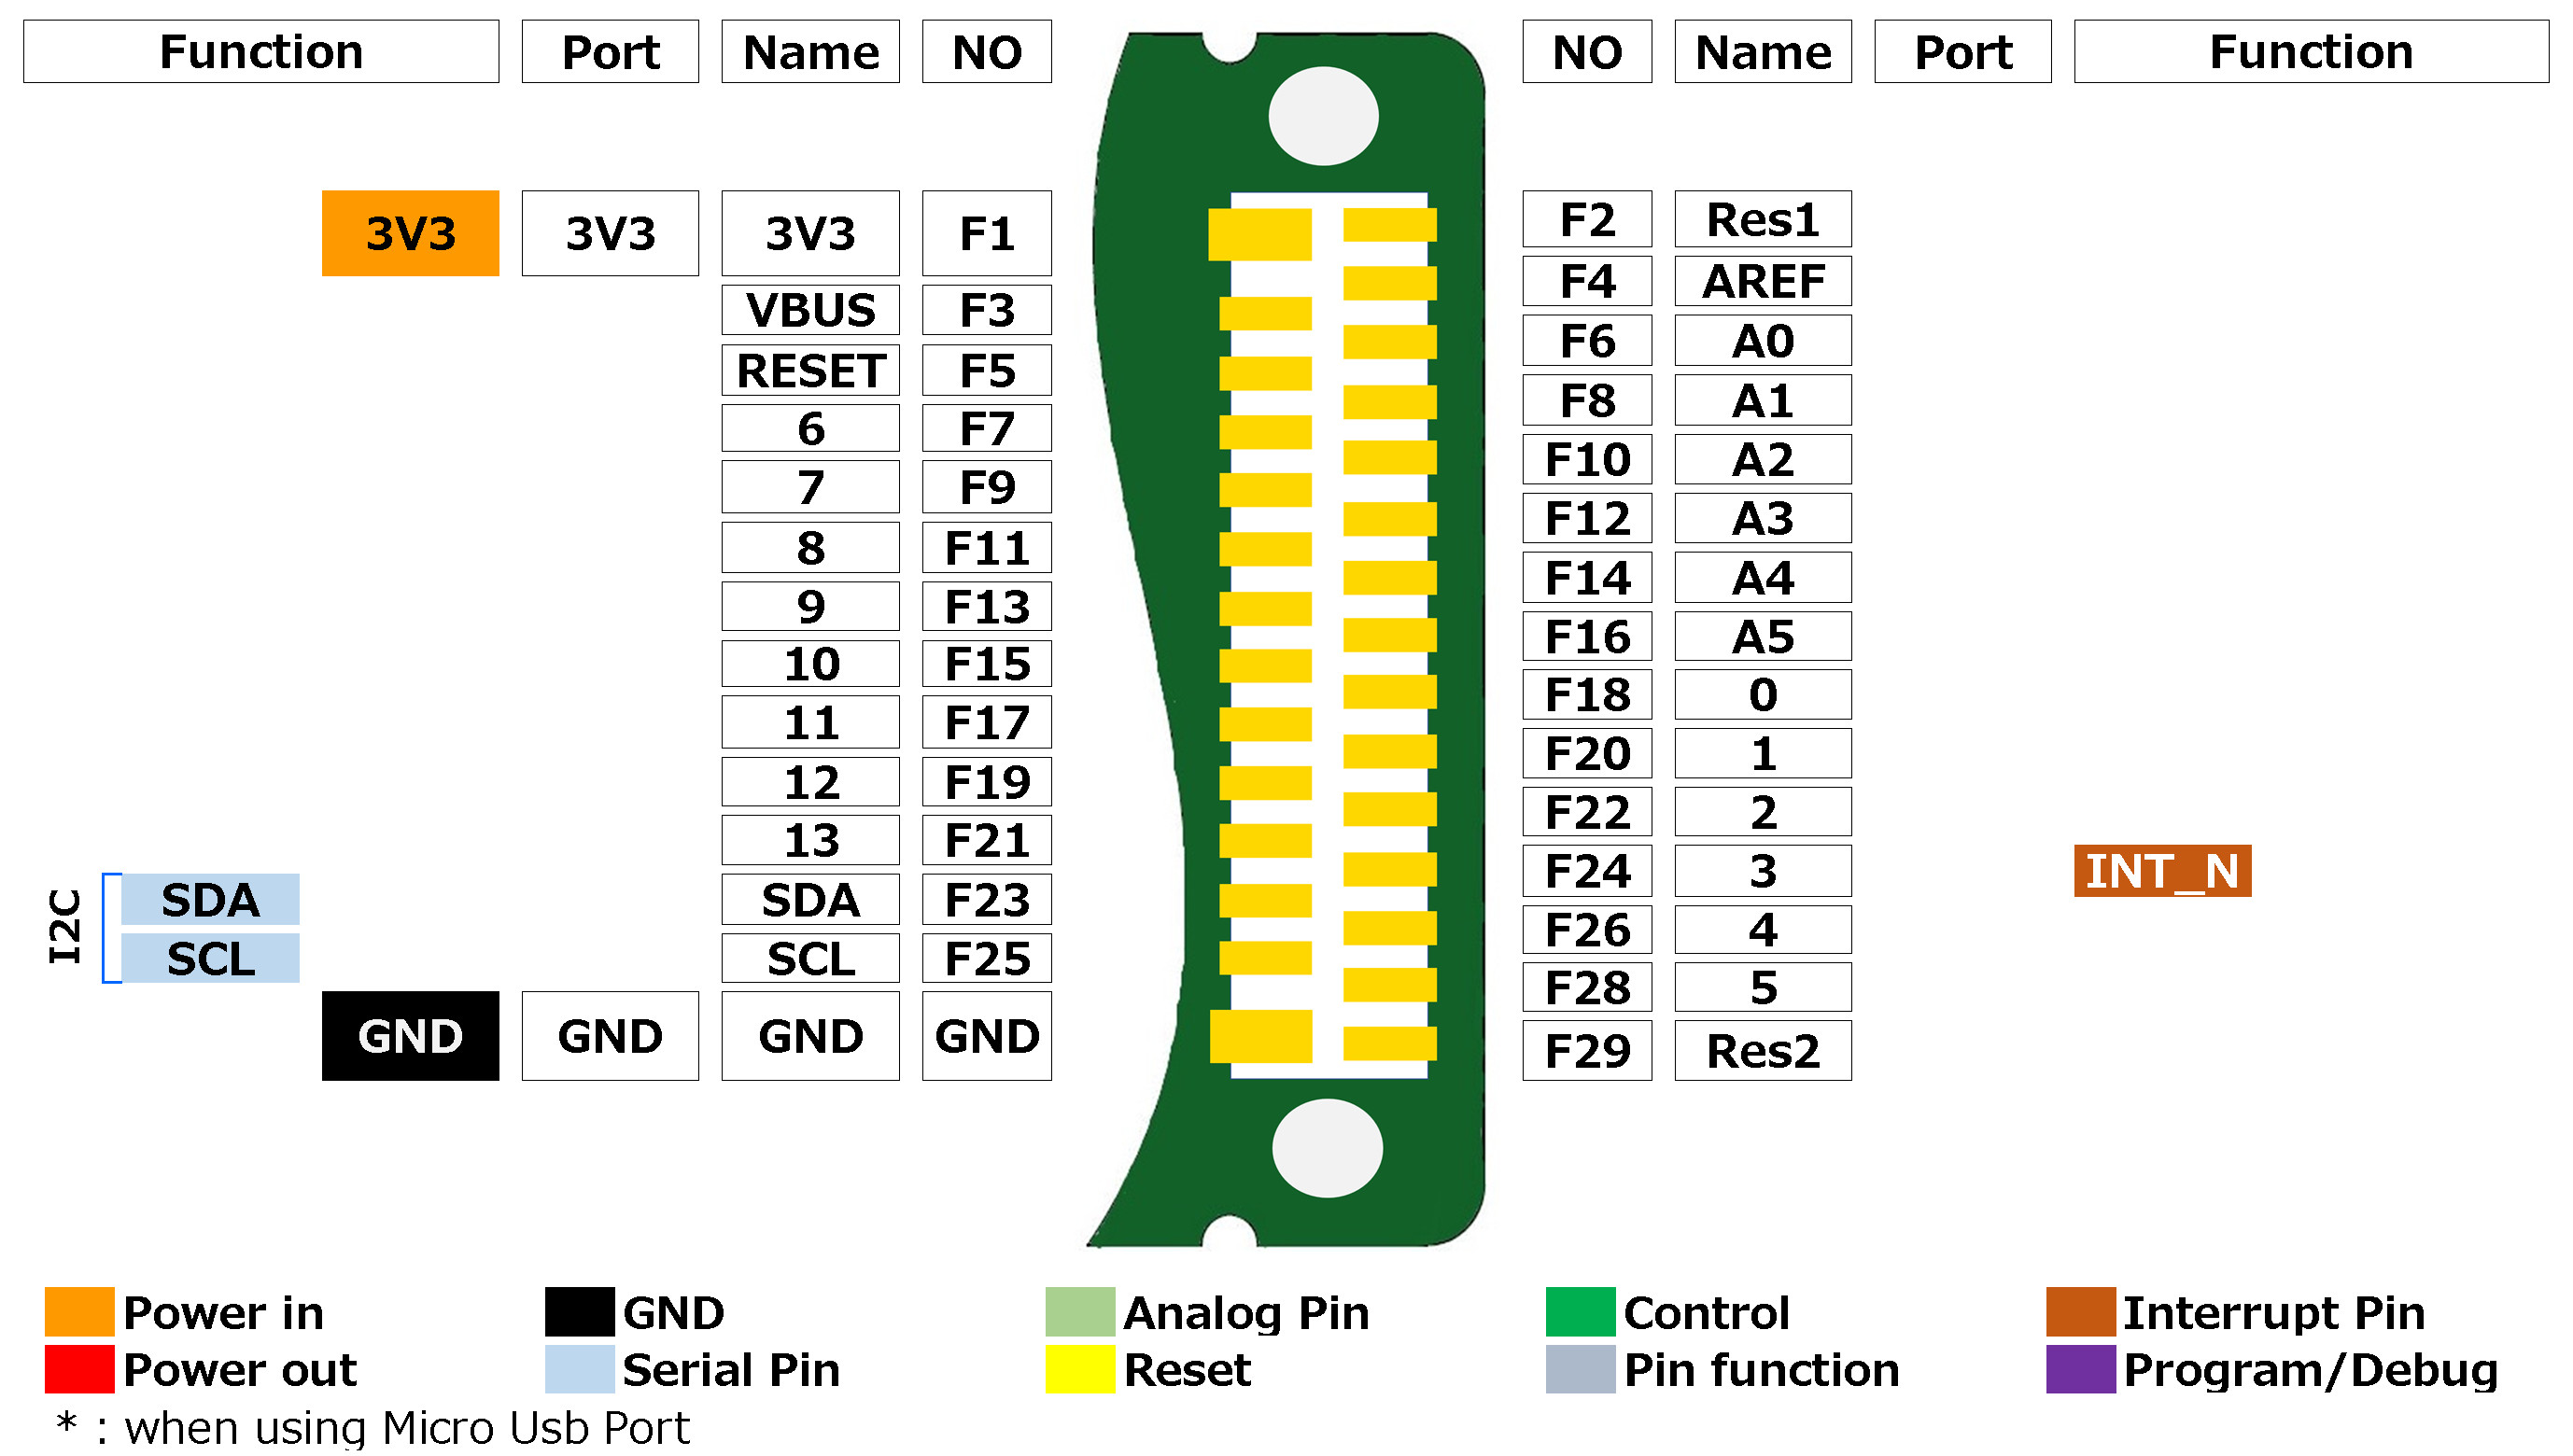 Function Port Name NO NO Name Port Function
3V3 3V3 3V3 F1 F2 Res1
VBUS F3 F4 AREF
RESET F5 F6 A0
6 F7 F8 A1
7 F9 F10 A2
8 F11 F12 A3
9 F13 F14 A4
10 F15 F16 A5
11 F17 F18 0
12 F19 F20 1
13 F21 F22 2
I2C
SDA SDA F23 F24 3 INT_N
SCL SCL F25 F26 4
F28 5
GND GND GND GND F29 Res2
Power in GND Analog Pin Control Interrupt Pin
Power out Serial Pin Reset Pin function Program/Debug
* : when using Micro Usb Port